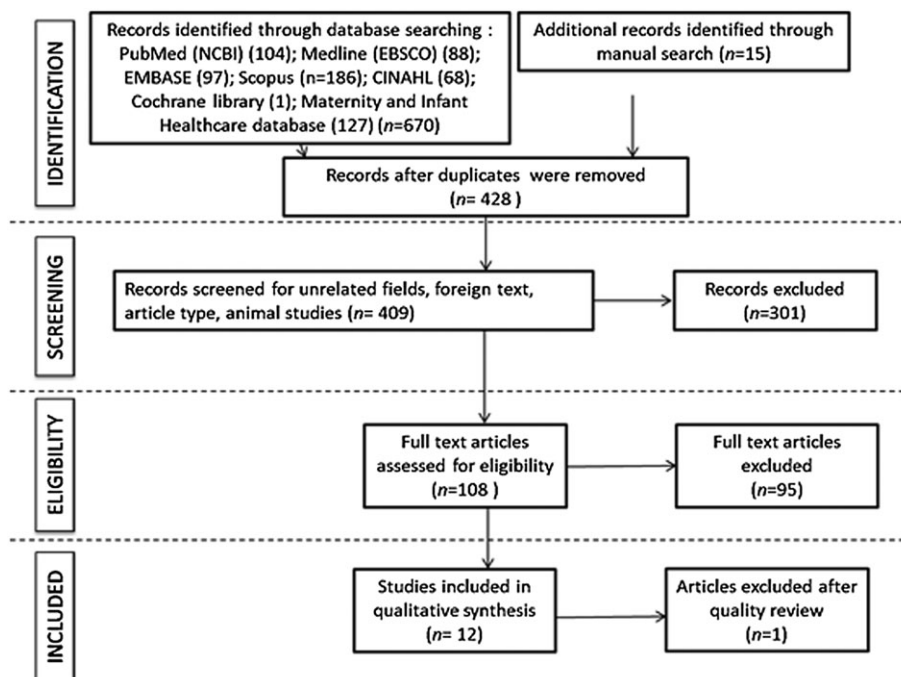 IDENTIFICATION
Records identified through database searching :
PubMed (NCBI) (104); Medline (EBSCO) (88);
EMBASE (97); Scopus (n=186); CINAHL (68);
Cochrane library (1); Maternity and Infant
Healthcare database (127) (n=670)
Additional records identified through
manual search (n=15)
Records after duplicates were removed
(n= 428 )
SCREENING
Records screened for unrelated fields, foreign text,
article type, animal studies (n= 409)
Records excluded
(n=301)
ELIGIBILITY
Full text articles
assessed for eligibility
(n=108 )
Full text articles
excluded
(n=95)
INCLUDED
Studies included in
qualitative synthesis
(n= 12)
Articles excluded after
quality review
(n=1)